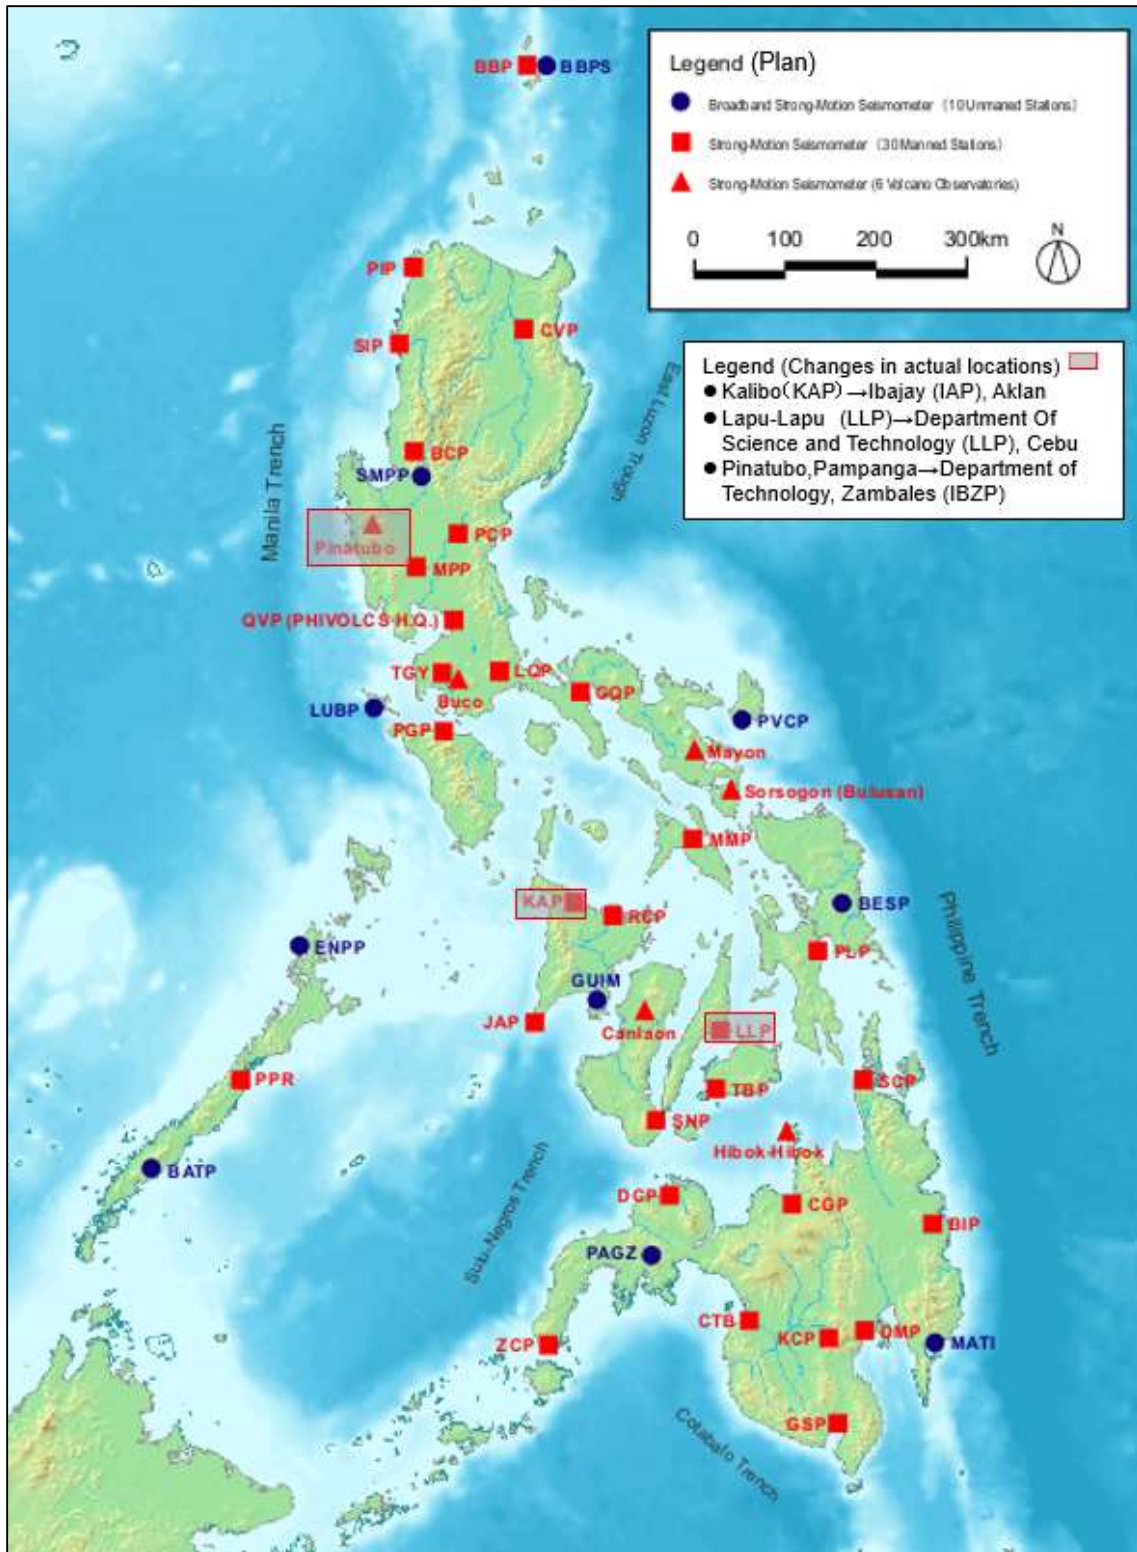 BBP
BBPS
Legend (Plan)
Broadband Strong-Motion Seismometer (10 Unmaned Stations)
Strong-Motion Seismometer (30 Manned Stations)
Strong-Motion Seismometer (6 Volcano Observatories)
0 100 200 300km
N
PIP
CVP
SIP
Legend (Changes in actual locations)
● Kalibo(KAP)→Ibajay (IAP), Aklan
● Lapu-Lapu (LLP)→Department Of
Science and Technology (LLP), Cebu
● Pinatubo,Pampanga→Department of
Technology, Zambales (IBZP)
East Luzon Trough
Manila Trench
BCP
SMPP
Pinatubo
PCP
MPP
QVP (PHIVOLCS H.Q.)
TGY
LQP
Buco
GQP
LUBP
PVCP
PGP
Mayon
Sorsogon (Bulusan)
MMP
KAP
RCP
BESP
Philippine Trench
ENPP
PLP
GUIM
JAP
Canlaon
LLP
PPR
TBP
SCP
SNP
Hibok-Hibok
BATP
Sulu-Negros Trench
DGP
CGP
BIP
PAGZ
CTB
KCP
DMP
MATI
ZCP
GSP
Cotabato Trench